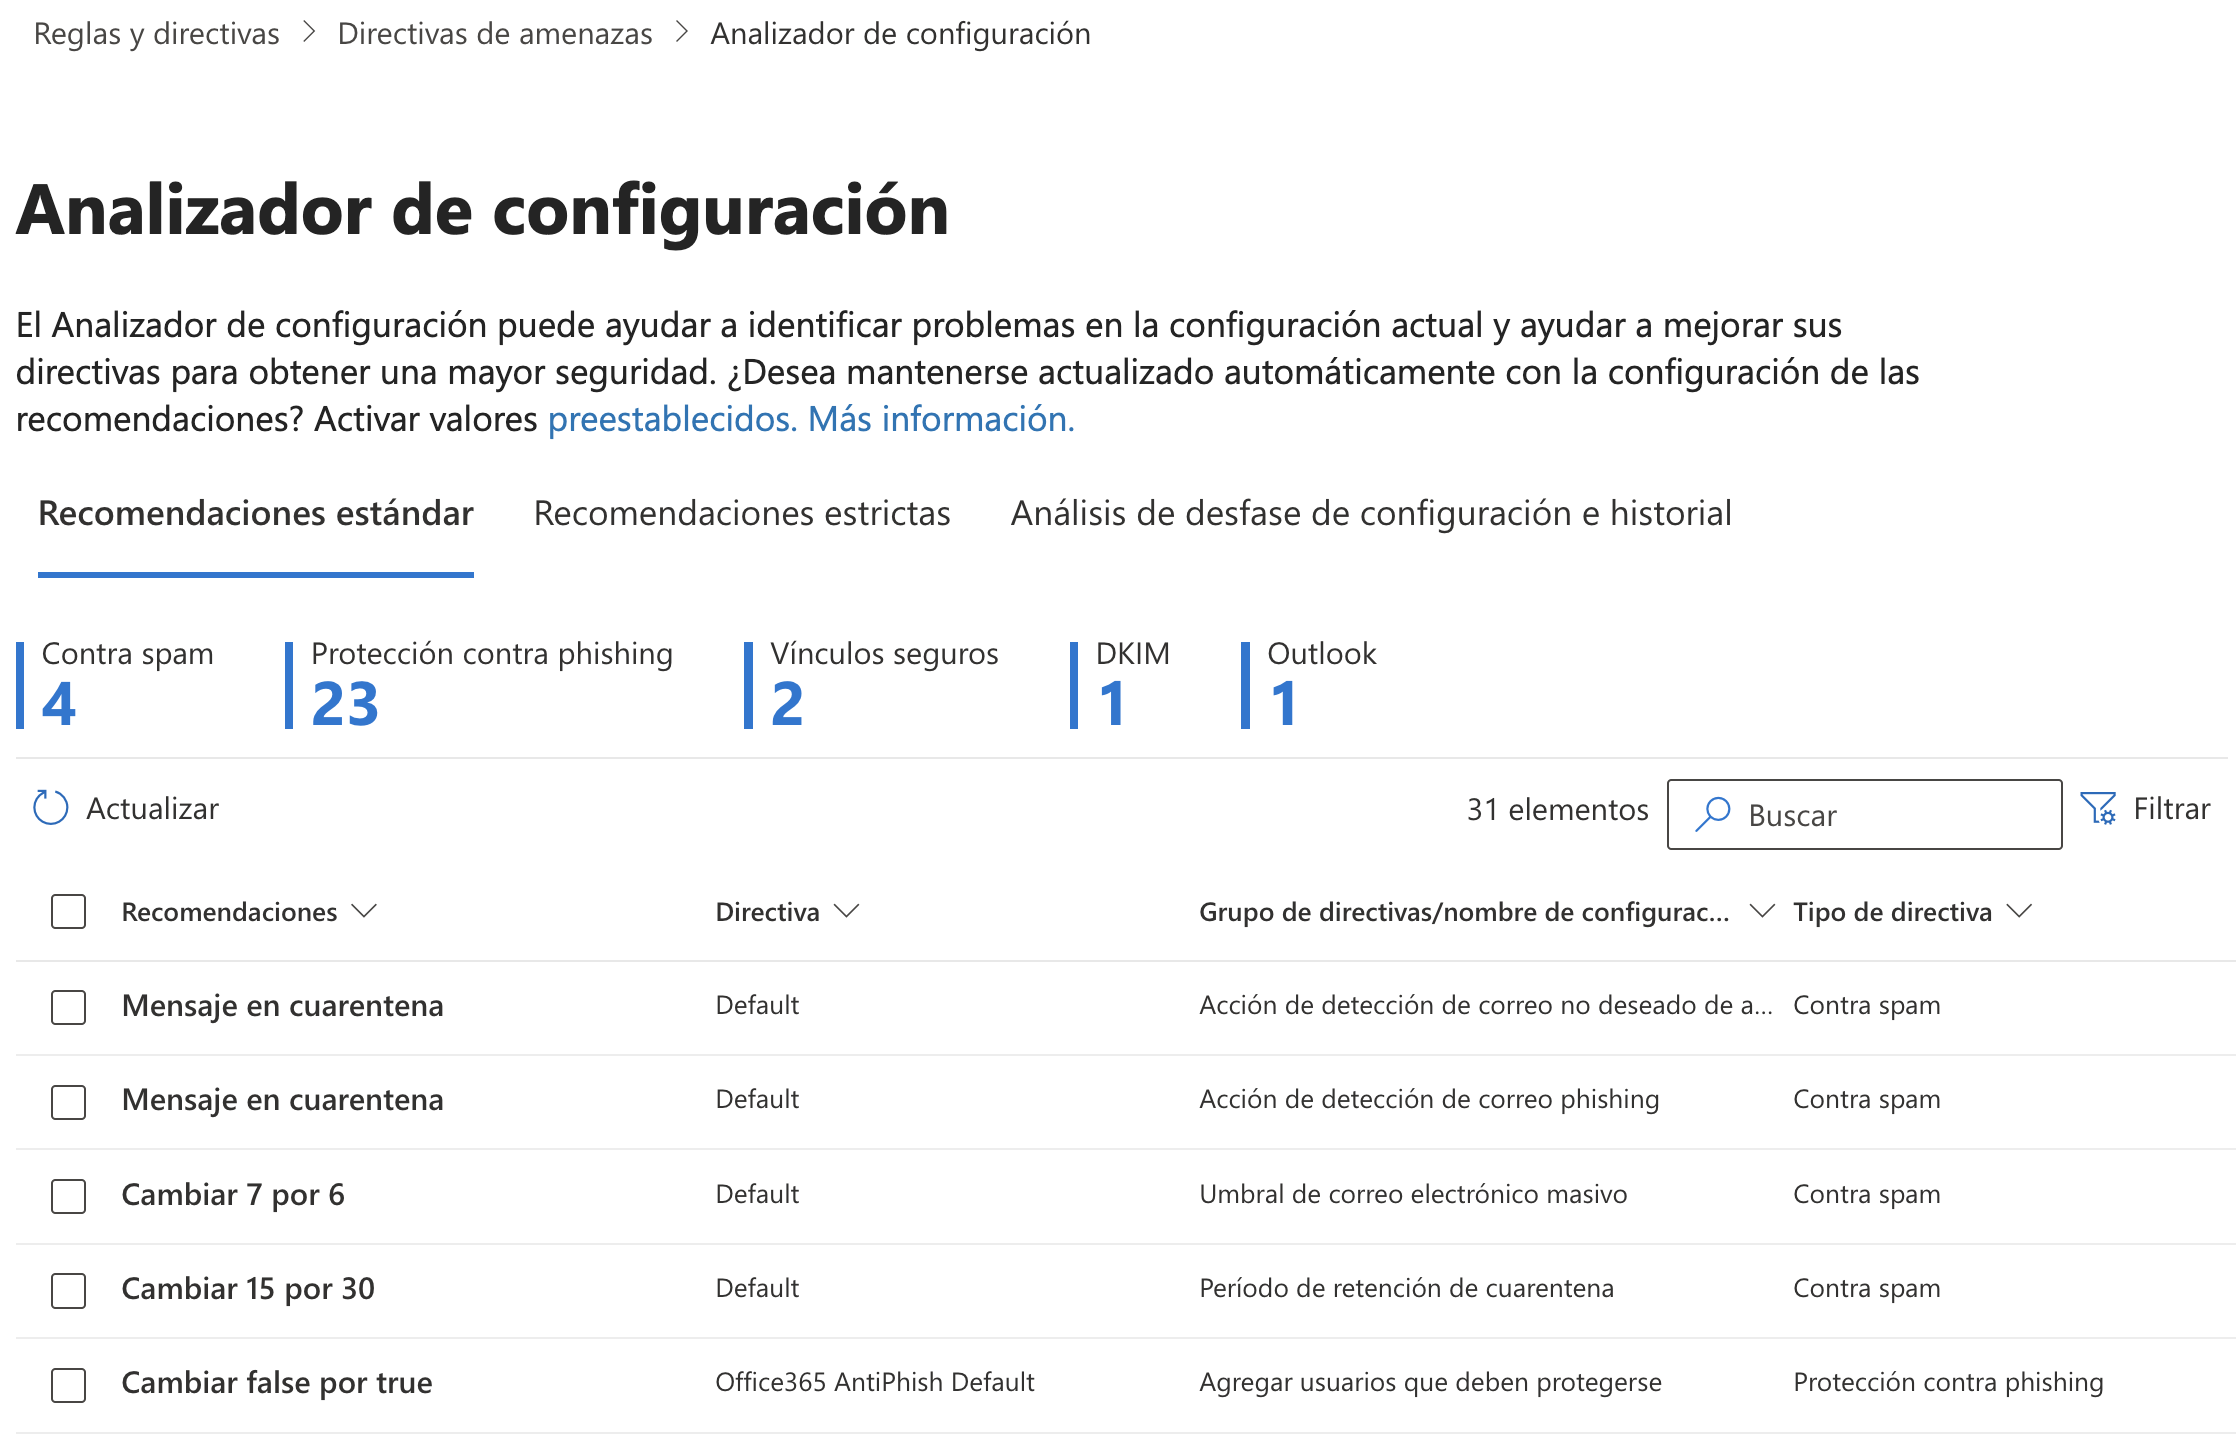 Reglas y directivas > Directivas de amenazas > Analizador de configuración
Analizador de configuración
El Analizador de configuración puede ayudar a identificar problemas en la configuración actual y ayudar a mejorar sus
directivas para obtener una mayor seguridad. ¿Desea mantenerse actualizado automáticamente con la configuración de las
recomendaciones? Activar valores preestablecidos. Más información.
Recomendaciones estándar Recomendaciones estrictas Análisis de desfase de configuración e historial
Contra spam Protección contra phishing Vínculos seguros DKIM Outlook
4 23 2 1 1
Actualizar 31 elementos Buscar Filtrar
Recomendaciones Directiva Grupo de directivas/nombre de configurac... Tipo de directiva
Mensaje en cuarentena Default Acción de detección de correo no deseado de a... Contra spam
Mensaje en cuarentena Default Acción de detección de correo phishing Contra spam
Cambiar 7 por 6 Default Umbral de correo electrónico masivo Contra spam
Cambiar 15 por 30 Default Período de retención de cuarentena Contra spam
Cambiar false por true Office365 AntiPhish Default Agregar usuarios que deben protegerse Protección contra phishing